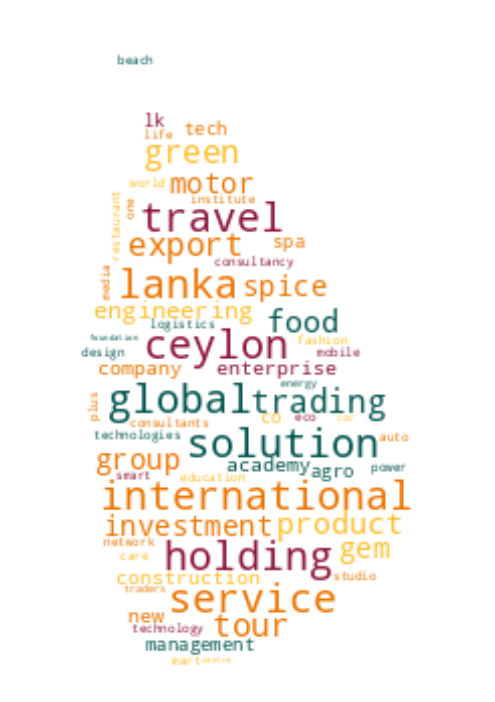 beach
lk
life tech
green
world motor
institute
restaurant one travel
export spa
consultancy
media lanka spice
engineering food
logistics
foundation ceylon fashion
design mobile
company enterprise
energy
plus global trading
co eco car
consultants
technologies solution auto
group academy agro power
smart education
international
investment product
network holding gem
care
construction studio
traders service
new tour
technology
management
mart